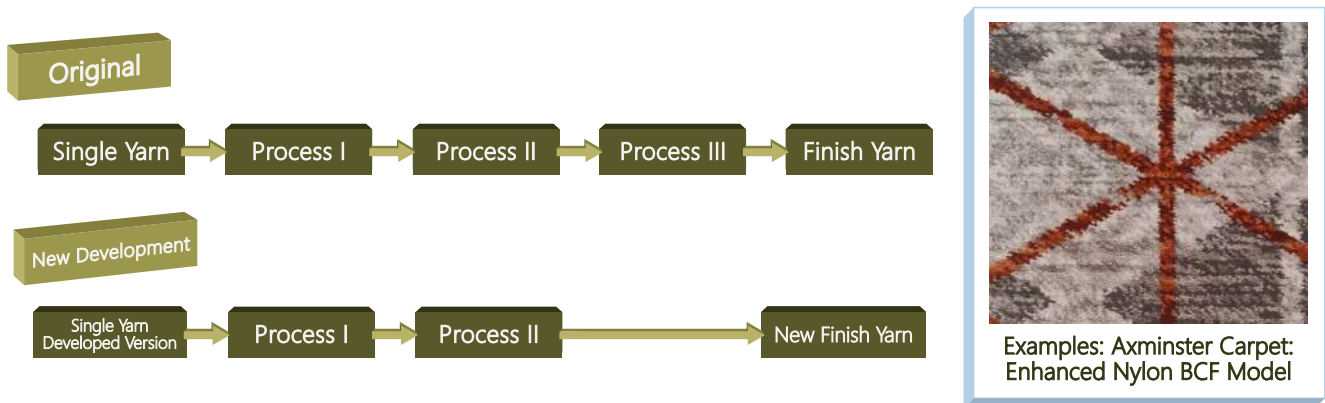 Original
Single Yarn
Process I
Process II
Process III
Finish Yarn
New Development
Single Yarn
Developed Version
Process I
Process II
New Finish Yarn
Examples: Axminster Carpet:
Enhanced Nylon BCF Model